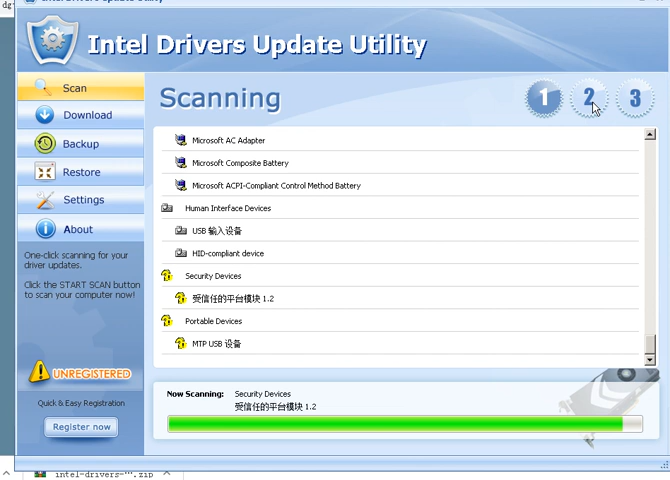 Intel Drivers Update Utility
Intel Drivers Update Utility
Scan
Download
Backup
Restore
Settings
About
One-click scanning for your
driver updates.
Click the START SCAN button
to scan your computer now!
UNREGISTERED
Quick & Easy Registration
Register now
Scanning
1 2 3
Microsoft AC Adapter
Microsoft Composite Battery
Microsoft ACPI-Compliant Control Method Battery
Human Interface Devices
USB 输入设备
HID-compliant device
Security Devices
受信任的平台模块 1.2
Portable Devices
MTP USB 设备
Now Scanning: Security Devices
受信任的平台模块 1.2
intel-drivers-....zip